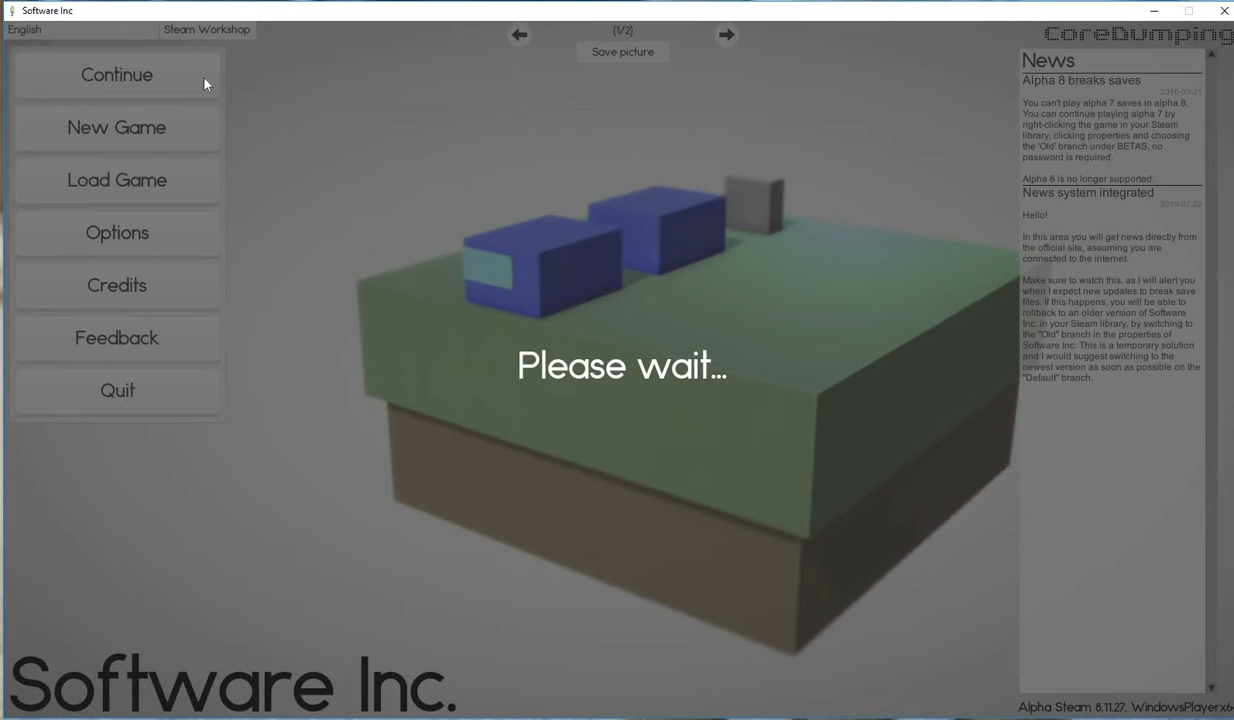 Software Inc
English
Steam Workshop
(1/2)
Save picture
CoreDumping
Continue
New Game
Load Game
Options
Credits
Feedback
Quit
Please wait...
News
Alpha 8 breaks saves
2016-03-21
You can't play alpha 7 saves in alpha 8.
You can continue playing alpha 7 by
right-clicking the game in your Steam
library, clicking properties and choosing
the 'Old' branch under BETAS, no
password is required.
Alpha 6 is no longer supported.
News system integrated
2015-07-22
Hello!
In this area you will get news directly from
the official site, assuming you are
connected to the internet.
Make sure to watch this, as I will alert you
when I expect new updates to break save
files. If this happens, you will be able to
rollback to an older version of Software
Inc. in your Steam library, by switching to
the "Old" branch in the properties of
Software Inc. This is a temporary solution
and I would suggest switching to the
newest version as soon as possible on the
"Default" branch.
Software Inc.
Alpha Steam 8.11.27, WindowsPlayerx6